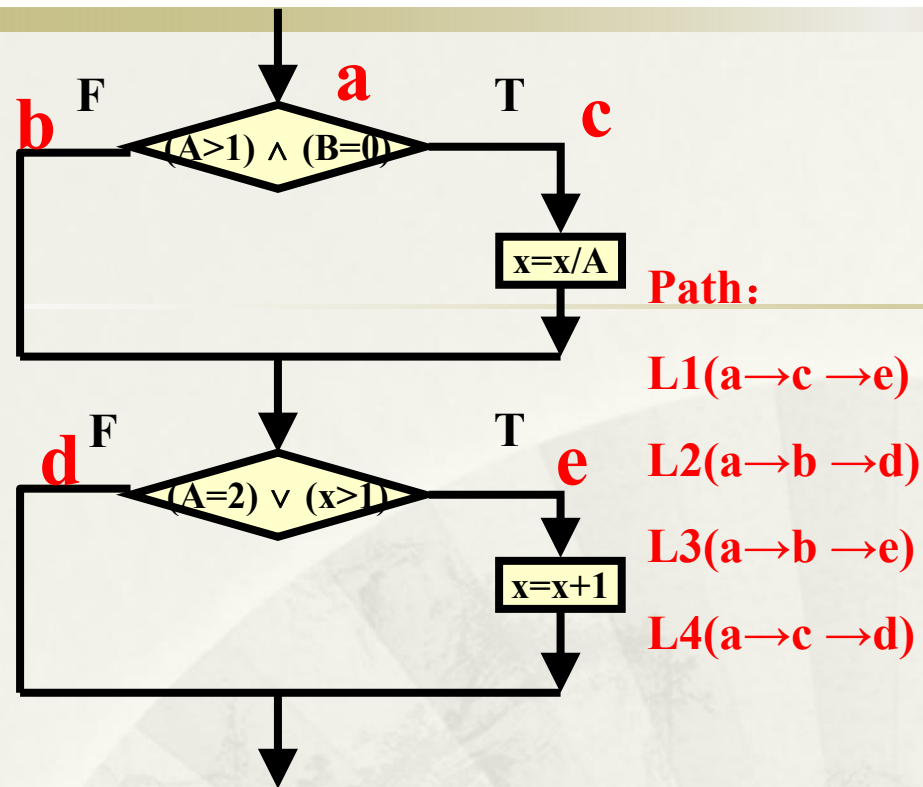 a
F
T
b
c
(A>1) ∧ (B=0)
x=x/A
Path：
L1(a→c →e)
F
T
d
e
L2(a→b →d)
(A=2) ∨ (x>1)
L3(a→b →e)
x=x+1
L4(a→c →d)